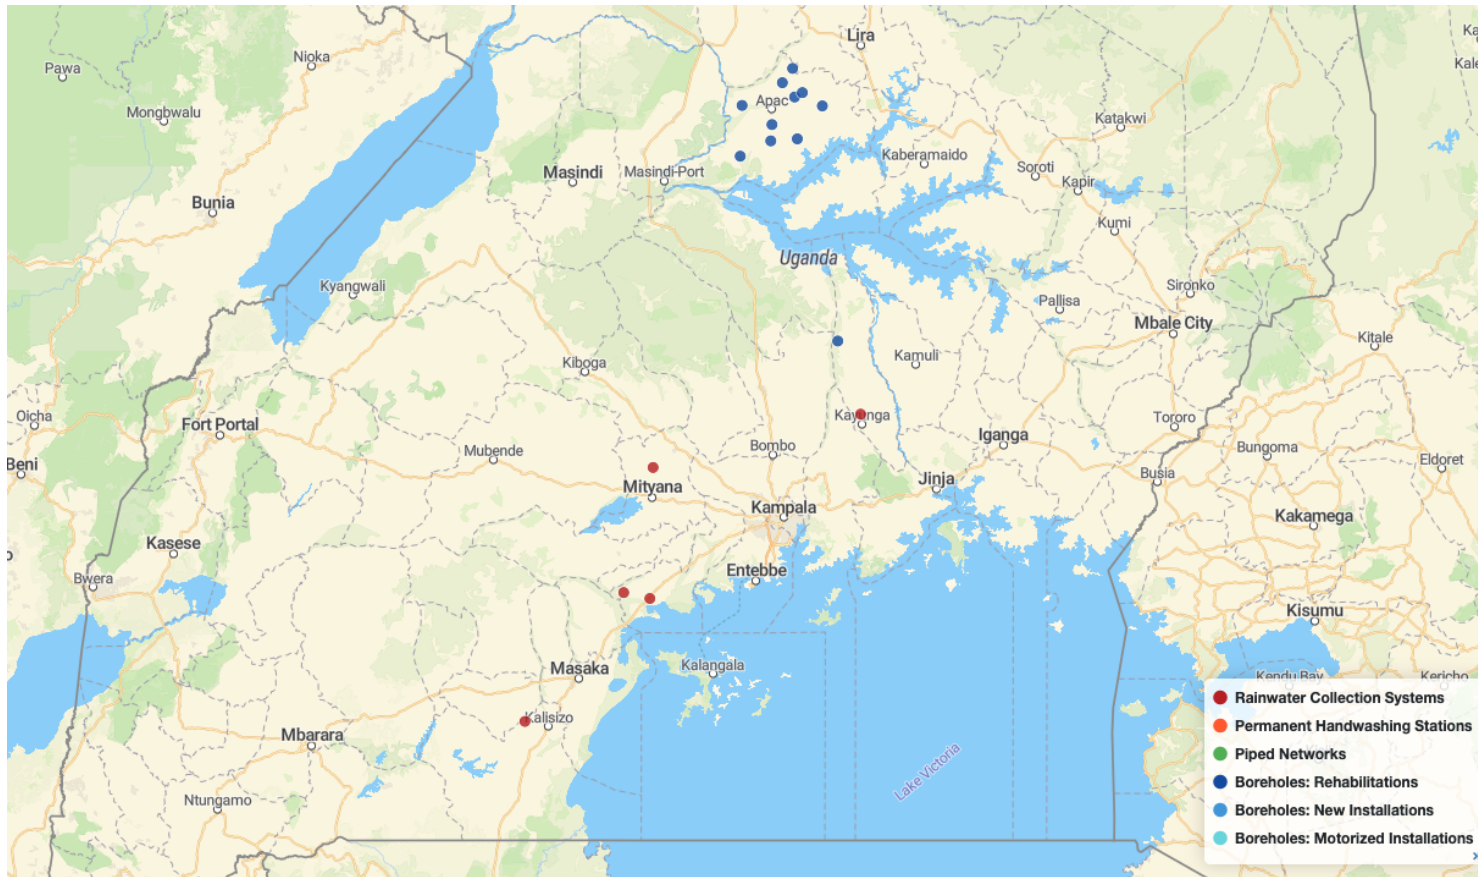 Lira
Ka
Kale
Nioka
Pawa
Mongbwalu
Apac
Katakwi
Kaberamaido
Soroti
Masindi
Masindi-Port
Kapir
Bunia
Kumi
Uganda
Kyangwali
Sironko
Pallisa
Mbale City
Kitale
Kiboga
Kamuli
Oicha
Fort Portal
Kayunga
Tororo
Iganga
Bombo
Mubende
Bungoma
Eldoret
Beni
Busia
Mityana
Jinja
Kampala
Kakamega
Kasese
o
Bwera
Entebbe
Kisumu
Masaka
Kalangala
Kendu Bay
Kericho
Kalisizo
Mbarara
Lake Victoria
Ntungamo
Rainwater Collection Systems
Permanent Handwashing Stations
Piped Networks
Boreholes: Rehabilitations
Boreholes: New Installations
Boreholes: Motorized Installations